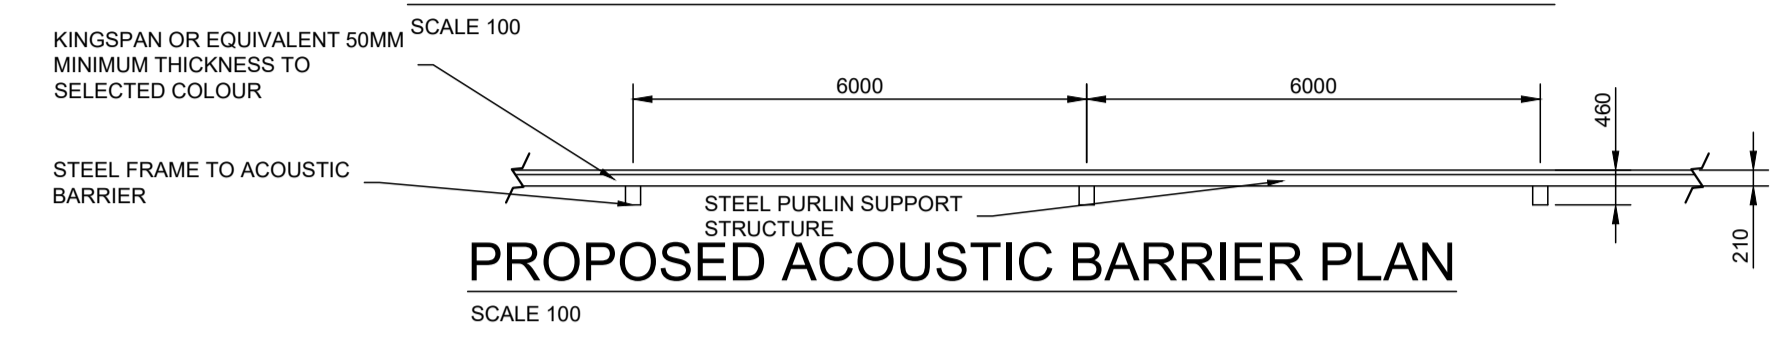 SCALE 100
KINGSPAN OR EQUIVALENT 50MM
MINIMUM THICKNESS TO
SELECTED COLOUR
6000
6000
460
STEEL FRAME TO ACOUSTIC
BARRIER
STEEL PURLIN SUPPORT
STRUCTURE
210
PROPOSED ACOUSTIC BARRIER PLAN
SCALE 100